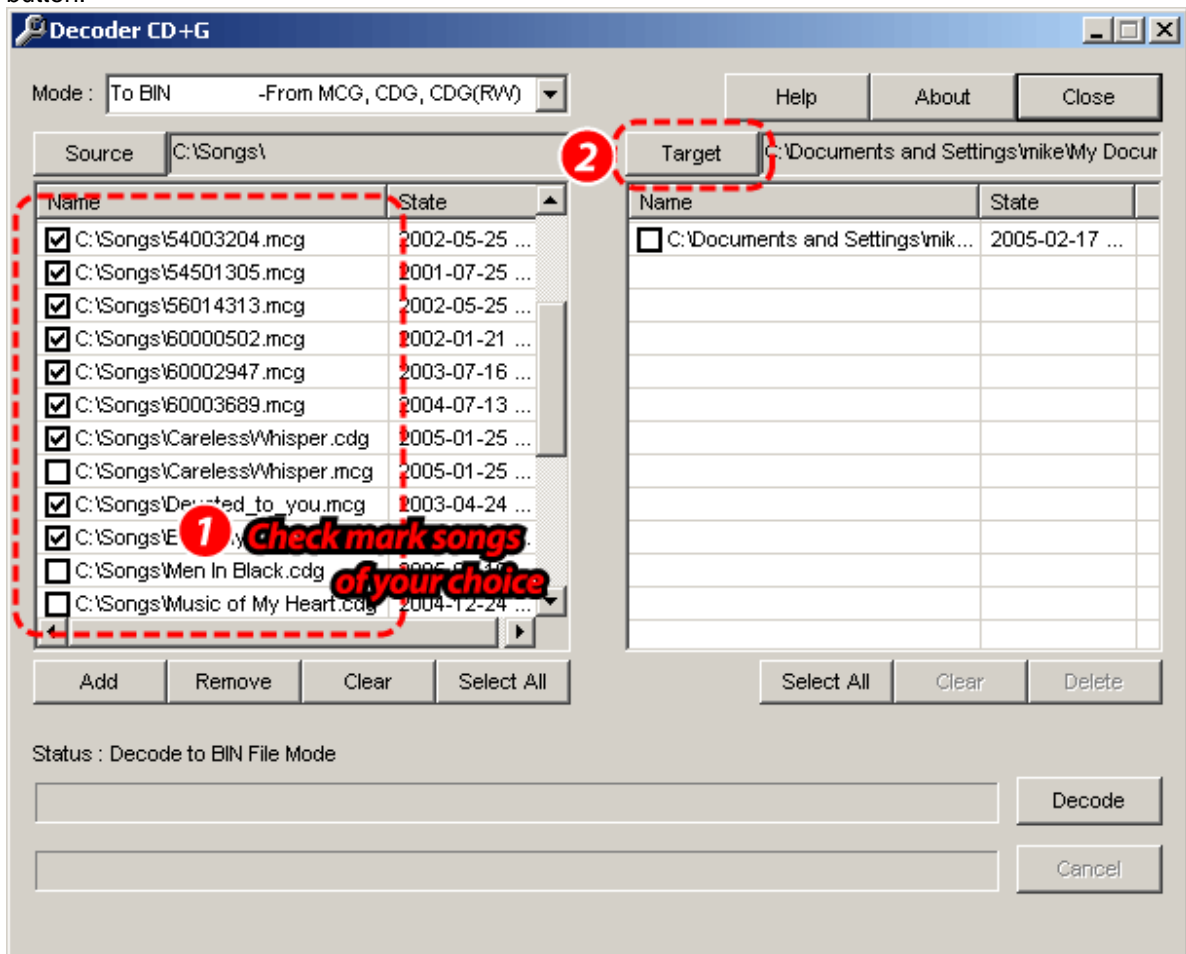 button.
Decoder CD+G
Mode : To BIN -From MCG, CDG, CDG(RW) Help About Close
Source C:\Songs\ 2 Target C:\Documents and Settings\mike\My Docur
Name State Name State
C:\Songs\54003204.mcg 2002-05-25 ... C:\Documents and Settings\mik... 2005-02-17 ...
C:\Songs\54501305.mcg 2001-07-25 ...
C:\Songs\56014313.mcg 2002-05-25 ...
C:\Songs\60000502.mcg 2002-01-21 ...
C:\Songs\60002947.mcg 2003-07-16 ...
C:\Songs\60003689.mcg 2004-07-13 ...
C:\Songs\CarelessWhisper.cdg 2005-01-25 ...
C:\Songs\CarelessWhisper.mcg 2005-01-25 ...
C:\Songs\Devoted_to_you.mcg 2003-04-24 ...
1 Check mark songs
of your choice
C:\Songs\Men In Black.cdg
C:\Songs\Music of My Heart.cdg 2004-12-24 ...
Add Remove Clear Select All Select All Clear Delete
Status : Decode to BIN File Mode
Decode
Cancel